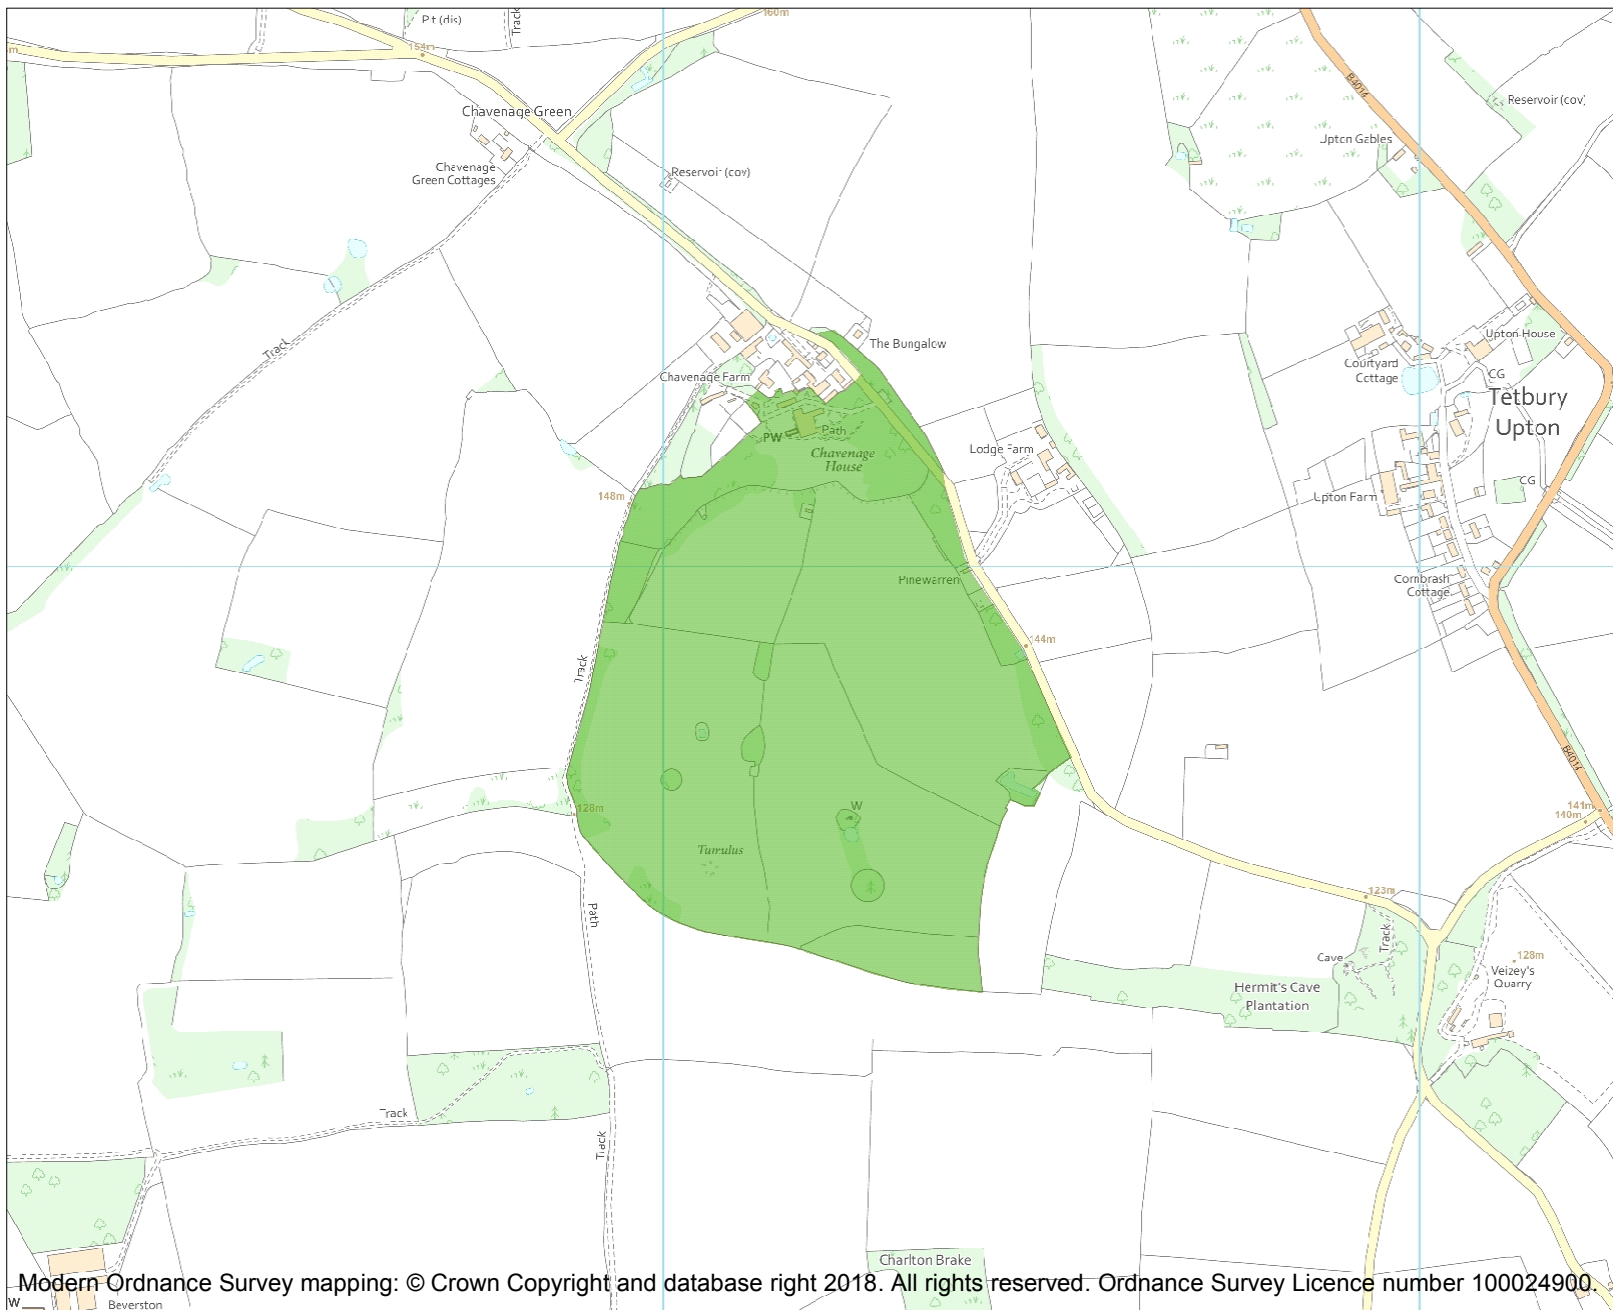 160m
Pit (dis)
Track
154m
m
B4014
Reservoir (cov)
Chavenage Green
Upton Gables
Chavenage
Green Cottages
Reservoir (cov)
Track
The Bungalow
Upton House
Courtyard
Cottage
CG
Chavenage Farm
Tetbury
Upton
PW
Path
Chavenage
House
Lodge Farm
CG
148m
Upton Farm
Pinewarren
Cornbrash
Cottage
144m
Track
B4014
141m
140m
128m
W
Tumulus
123m
Path
Track
Cave
128m
Veizey's
Quarry
Hermit's Cave
Plantation
Track
Track
Charlton Brake
Modern Ordnance Survey mapping: © Crown Copyright and database right 2018. All rights reserved. Ordnance Survey Licence number 100024900.
W
Beverston